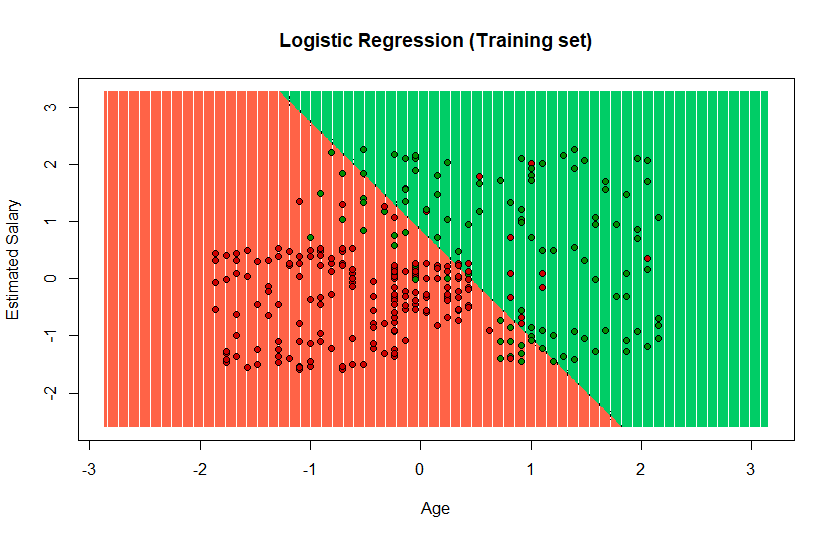 Logistic Regression (Training set)
3
2
1
0
-1
-2
Estimated Salary
-3 -2 -1 0 1 2 3
Age